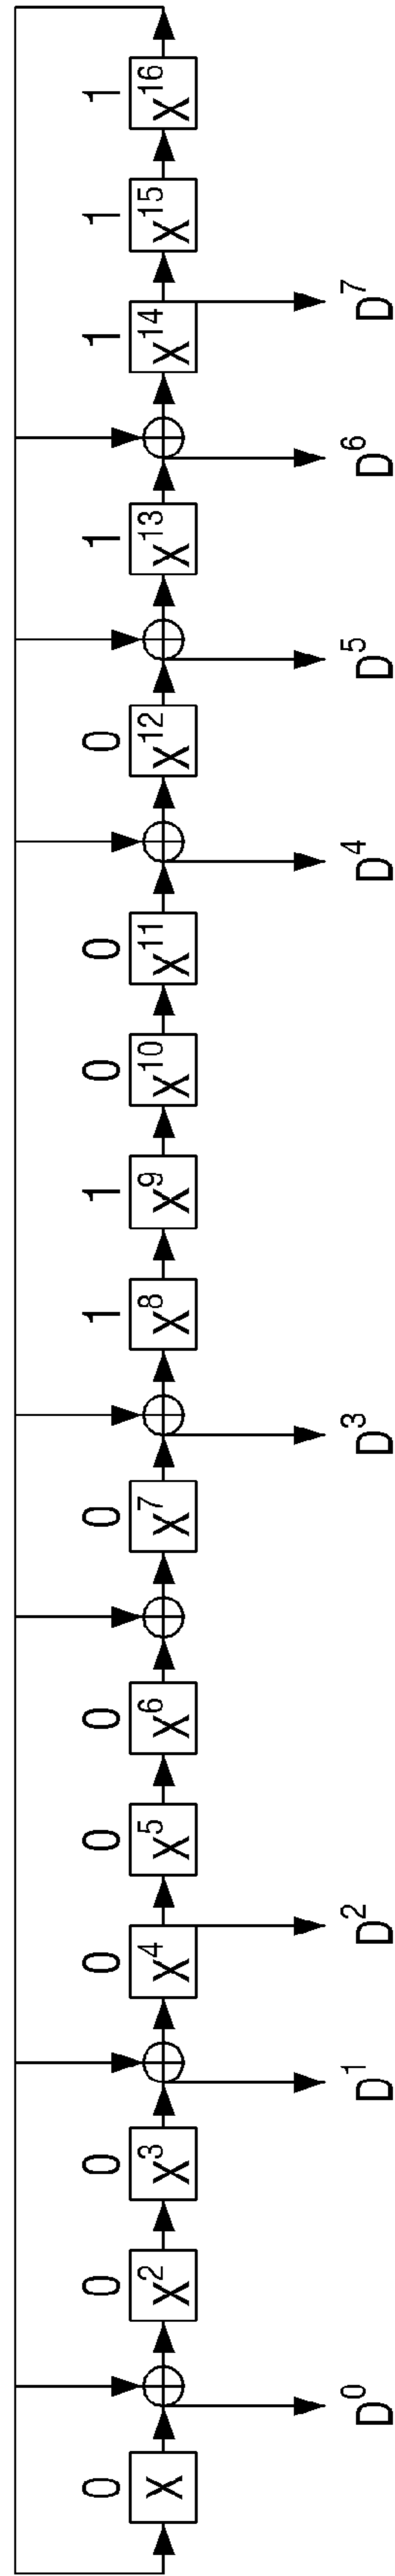 0 0 0 0 0 0 0 1 1 0 0 0 1 1 1 1
X X² X³ X⁴ X⁵ X⁶ X⁷ X⁸ X⁹ X¹⁰ X¹¹ X¹² X¹³ X¹⁴ X¹⁵ X¹⁶
D⁰ D¹ D² D³ D⁴ D⁵ D⁶ D⁷